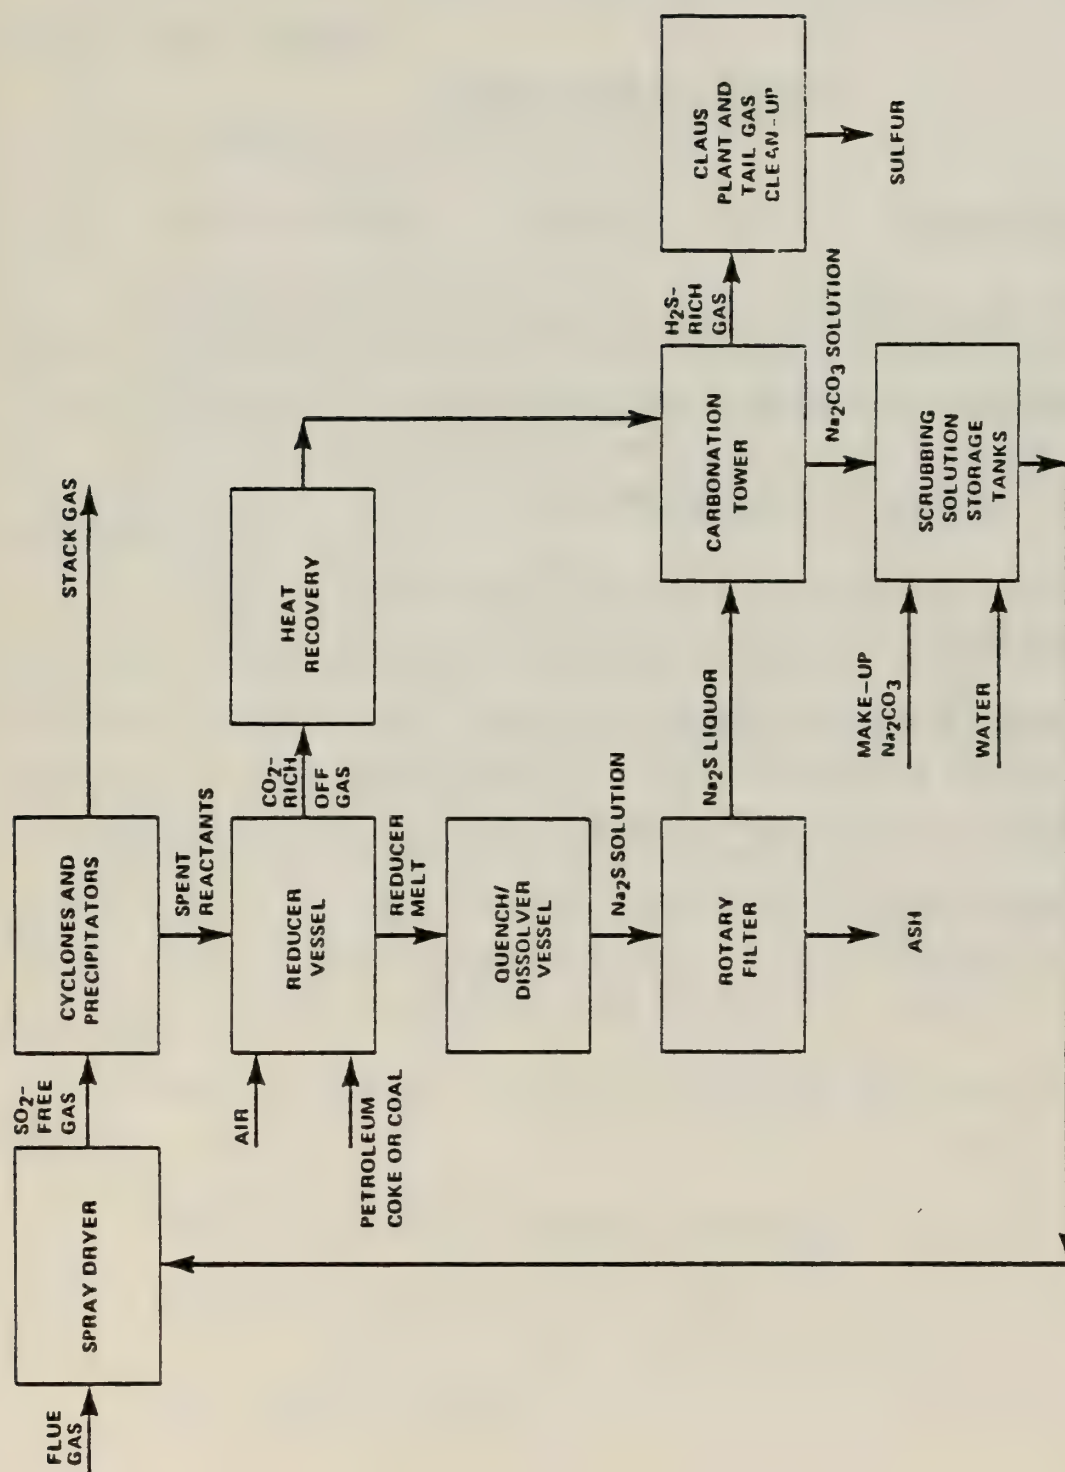 FLUE
GAS
SPRAY DRYER
SO2-
FREE
GAS
CYCLONES AND
PRECIPITATORS
STACK GAS
SPENT
REACTANTS
AIR
PETROLEUM
COKE OR COAL
REDUCER
VESSEL
CO2-
RICH
OFF
GAS
HEAT
RECOVERY
REDUCER
MELT
QUENCH/
DISSOLVER
VESSEL
Na2S SOLUTION
ROTARY
FILTER
ASH
Na2S LIQUOR
CARBONATION
TOWER
H2S-
RICH
GAS
CLAUS
PLANT AND
TAIL GAS
CLEAN-UP
SULFUR
Na2CO3 SOLUTION
MAKE-UP
Na2CO3
WATER
SCRUBBING
SOLUTION
STORAGE
TANKS